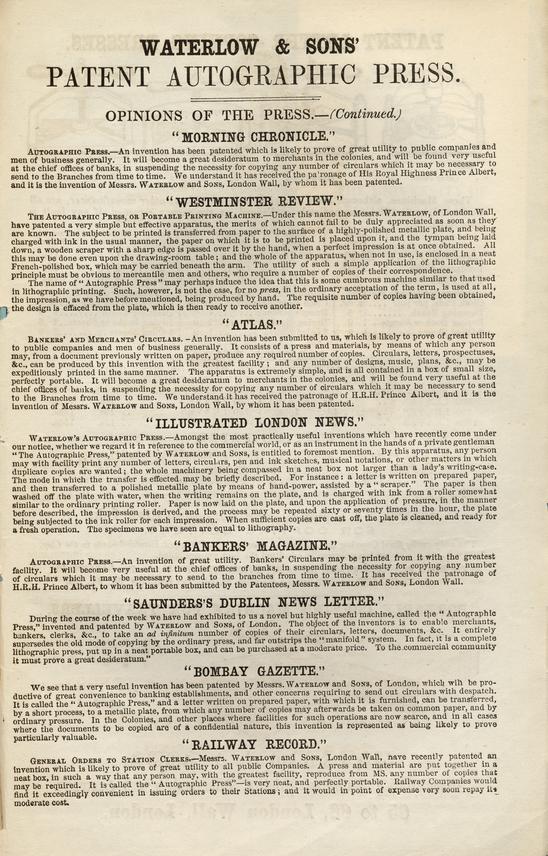 WATERLOW & SONS'
PATENT AUTOGRAPHIC PRESS.
OPINIONS OF THE PRESS.—(Continued.)
"MORNING CHRONICLE."
AUTOGRAPHIC PRESS.—An invention has been patented which is likely to prove of great utility to public companies and
men of business generally. It will become a great desideratum to merchants in the colonies, and will be found very useful
at the chief offices of banks, in suspending the necessity for copying any number of circulars which it may be necessary to
send to the Branches from time to time. We understand it has received the patronage of His Royal Highness Prince Albert,
and it is the invention of Messrs. WATERLOW and SONS, London Wall, by whom it has been patented.
"WESTMINSTER REVIEW."
THE AUTOGRAPHIC PRESS, OR PORTABLE PRINTING MACHINE.—Under this name the Messrs. WATERLOW, of London Wall,
have patented a very simple but effective apparatus, the merits of which cannot fail to be duly appreciated as soon as they
are known. The subject to be printed is transferred from paper to the surface of a highly-polished metallic plate, and being
charged with ink in the usual manner, the paper on which it is to be printed is placed upon it, and the tympan being laid
down, a wooden scraper with a sharp edge is passed over it by the hand, when a perfect impression is at once obtained. All
this may be done even upon the drawing-room table; and the whole of the apparatus, when not in use, is enclosed in a neat
French-polished box, which may be carried beneath the arm. The utility of such a simple application of the lithographic
principle must be obvious to mercantile men and others, who require a number of copies of their correspondence.
The name of "Autographic Press" may perhaps induce the idea that this is some cumbrous machine similar to that used
in lithographic printing. Such, however, is not the case, for no press, in the ordinary acceptation of the term, is used at all,
the impression, as we have before mentioned, being produced by hand. The requisite number of copies having been obtained,
the design is effaced from the plate, which is then ready to receive another.
"ATLAS."
BANKERS' AND MERCHANTS' CIRCULARS.—An invention has been submitted to us, which is likely to prove of great utility
to public companies and men of business generally. It consists of a press and materials, by means of which any person
may, from a document previously written on paper, produce any required number of copies. Circulars, letters, prospectuses,
&c., can be produced by this invention with the greatest facility; and any number of designs, music, plans, &c., may be
expeditiously printed in the same manner. The apparatus is extremely simple, and is all contained in a box of small size,
perfectly portable. It will become a great desideratum to merchants in the colonies, and will be found very useful at the
chief offices of banks, in suspending the necessity for copying any number of circulars which it may be necessary to send
to the Branches from time to time. We understand it has received the patronage of H.R.H. Prince Albert, and it is the
invention of Messrs. WATERLOW and SONS, London Wall, by whom it has been patented.
"ILLUSTRATED LONDON NEWS."
WATERLOW'S AUTOGRAPHIC PRESS.—Amongst the most practically useful inventions which have recently come under
our notice, whether we regard it in reference to the commercial world, or as an instrument in the hands of a private gentleman
"The Autographic Press," patented by WATERLOW and SONS, is entitled to foremost mention. By this apparatus, any person
may with facility print any number of letters, circulars, pen and ink sketches, musical notations, or other matters in which
duplicate copies are wanted; the whole machinery being compassed in a neat box not larger than a lady's writing-case.
The mode in which the transfer is effected may be briefly described. For instance: a letter is written on prepared paper,
and then transferred to a polished metallic plate by means of hand-power, assisted by a "scraper." The paper is then
washed off the plate with water, when the writing remains on the plate, and is charged with ink from a roller somewhat
similar to the ordinary printing roller. Paper is now laid on the plate, and upon the application of pressure, in the manner
before described, the impression is derived, and the process may be repeated sixty or seventy times in the hour, the plate
being subjected to the ink roller for each impression. When sufficient copies are cast off, the plate is cleaned, and ready for
a fresh operation. The specimens we have seen are equal to lithography.
"BANKERS' MAGAZINE."
AUTOGRAPHIC PRESS.—An invention of great utility. Bankers' Circulars may be printed from it with the greatest
facility. It will become very useful at the chief offices of banks, in suspending the necessity for copying any number
of circulars which it may be necessary to send to the branches from time to time. It has received the patronage of
H.R.H. Prince Albert, to whom it has been submitted by the Patentees, Messrs. WATERLOW and SONS, London Wall.
"SAUNDERS'S DUBLIN NEWS LETTER."
During the course of the week we have had exhibited to us a novel but highly useful machine, called the "Autographic
Press," invented and patented by WATERLOW and SONS, of London. The object of the inventors is to enable merchants,
bankers, clerks, &c., to take an ad infinitum number of copies of their circulars, letters, documents, &c. It entirely
supersedes the old mode of copying by the ordinary press, and far outstrips the "manifold" system. In fact, it is a complete
lithographic press, put up in a neat portable box, and can be purchased at a moderate price. To the commercial community
it must prove a great desideratum."
"BOMBAY GAZETTE."
We see that a very useful invention has been patented by Messrs. WATERLOW and SONS, of London, which will be pro-
ductive of great convenience to banking establishments, and other concerns requiring to send out circulars with despatch.
It is called the "Autographic Press," and a letter written on prepared paper, with which it is furnished, can be transferred,
by a short process, to a metallic plate, from which any number of copies may afterwards be taken on common paper, and by
ordinary pressure. In the Colonies, and other places where facilities for such operations are now scarce, and in all cases
where the documents to be copied are of a confidential nature, this invention is represented as being likely to prove
particularly valuable.
"RAILWAY RECORD."
GENERAL ORDERS TO STATION CLERKS.—Messrs. WATERLOW and SONS, London Wall, have recently patented an
invention which is likely to prove of great utility to all public Companies. A press and material are put together in a
neat box, in such a way that any person may, with the greatest facility, reproduce from MS. any number of copies that
may be required. It is called the "Autographic Press"—is very neat, and perfectly portable. Railway Companies would
find it exceedingly convenient in issuing orders to their Stations; and it would in point of expense very soon repay its
moderate cost.